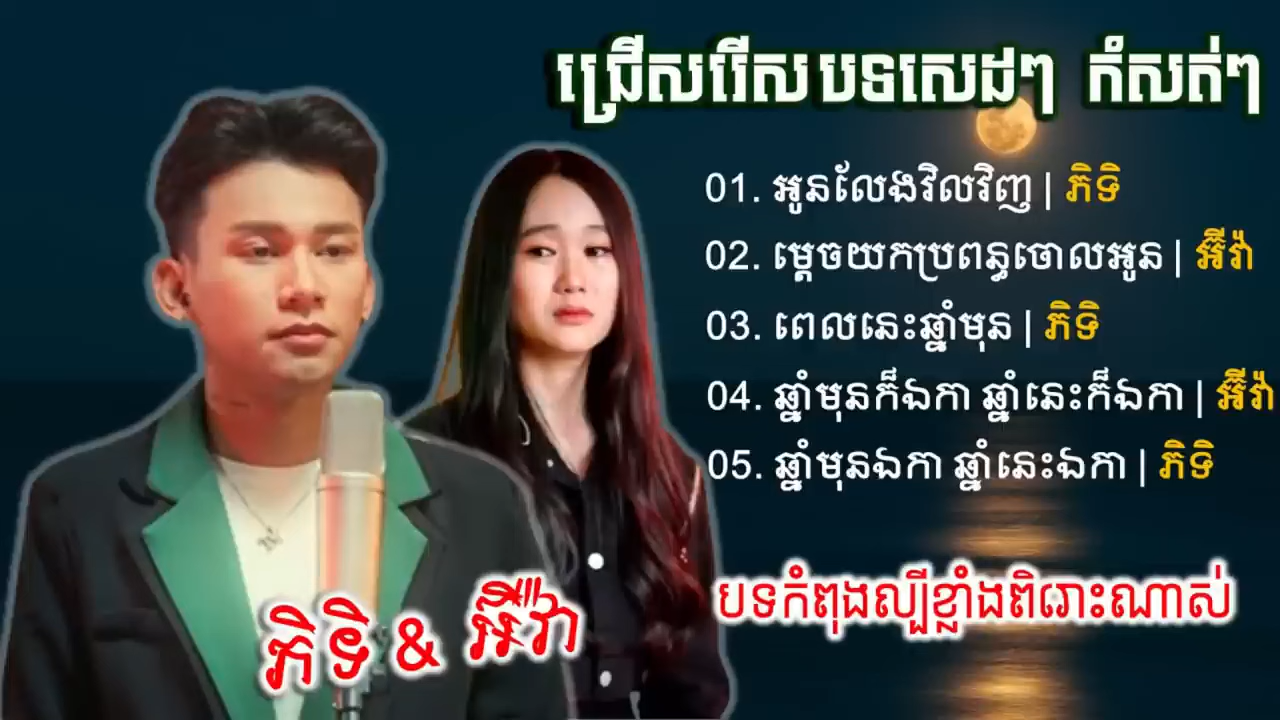 ជ្រើសរើសបទសេដៗ កំសត់ៗ
01. អូនលែងវិលវិញ | ភិទិ
02. ម្ដេចយកប្រពន្ធចោលអូន | អ៊ីវ៉ា
03. ពេលនេះឆ្នាំមុន | ភិទិ
04. ឆ្នាំមុនក៏ឯកា ឆ្នាំនេះក៏ឯកា | អ៊ីវ៉ា
05. ឆ្នាំមុនឯកា ឆ្នាំនេះឯកា | ភិទិ
បទកំពុងល្បីខ្លាំងពិរោះណាស់
ភិទិ & អ៊ីវ៉ា